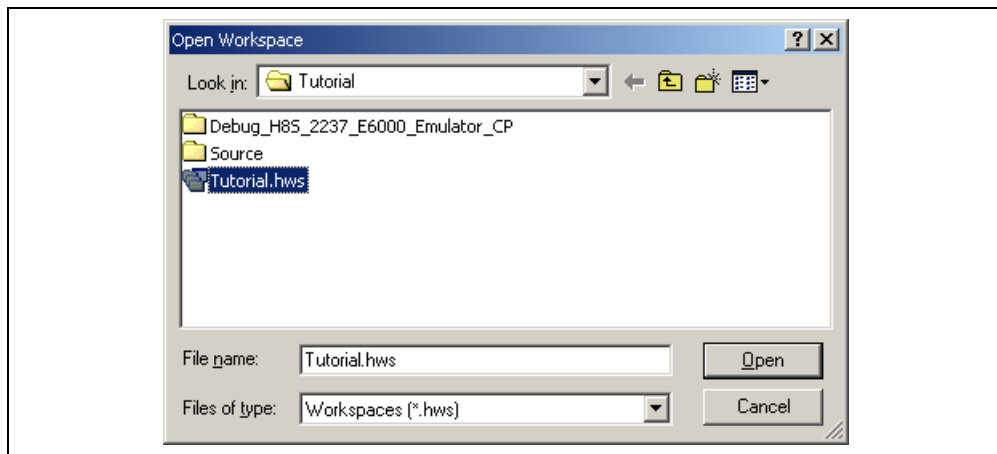 Open Workspace
Look in: Tutorial
Debug_H8S_2237_E6000_Emulator_CP
Source
Tutorial.hws
File name: Tutorial.hws Open
Files of type: Workspaces (*.hws) Cancel